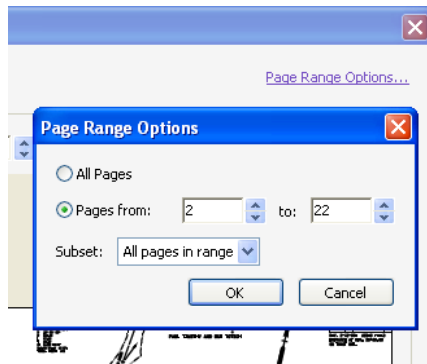 Page Range Options...
Page Range Options
All Pages
Pages from: 2 to: 22
Subset: All pages in range
OK Cancel